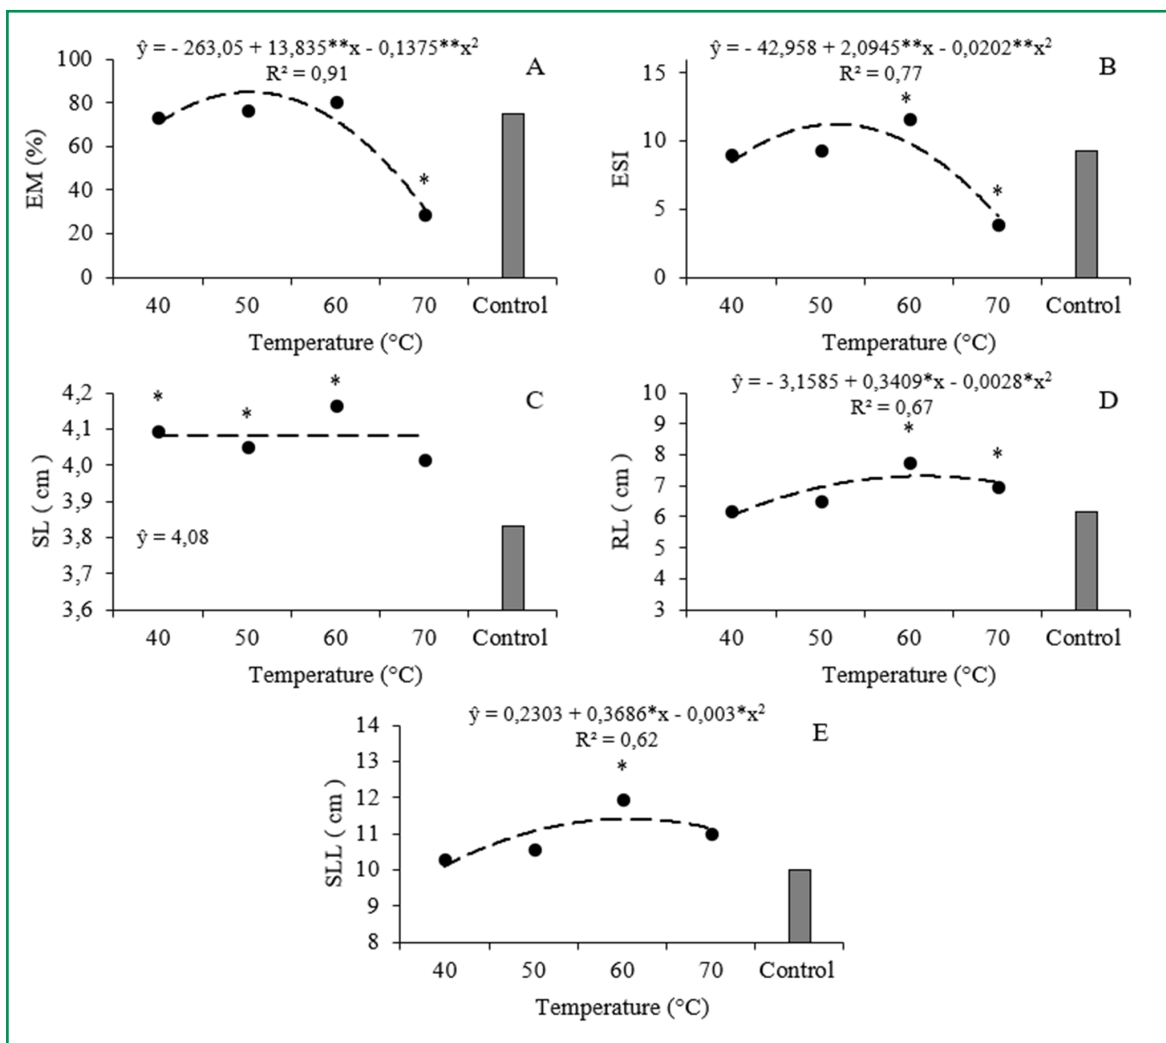 ŷ = - 263,05 + 13,835**x - 0,1375**x²
R² = 0,91
A
EM (%)
100
80
60
40
20
0
40 50 60 70 Control
Temperature (°C)
ŷ = - 42,958 + 2,0945**x - 0,0202**x²
R² = 0,77
B
ESI
15
10
5
0
*
*
*
40 50 60 70 Control
Temperature (°C)
C
SL ( cm )
4,2
4,1
4,0
3,9
3,8
3,7
3,6
*
*
*
ŷ = 4,08
40 50 60 70 Control
Temperature (°C)
ŷ = - 3,1585 + 0,3409*x - 0,0028*x²
R² = 0,67
D
RL ( cm )
10
9
8
7
6
5
4
3
*
*
40 50 60 70 Control
Temperature (°C)
ŷ = 0,2303 + 0,3686*x - 0,003*x²
R² = 0,62
E
SLL ( cm )
14
13
12
11
10
9
8
*
40 50 60 70 Control
Temperature (°C)